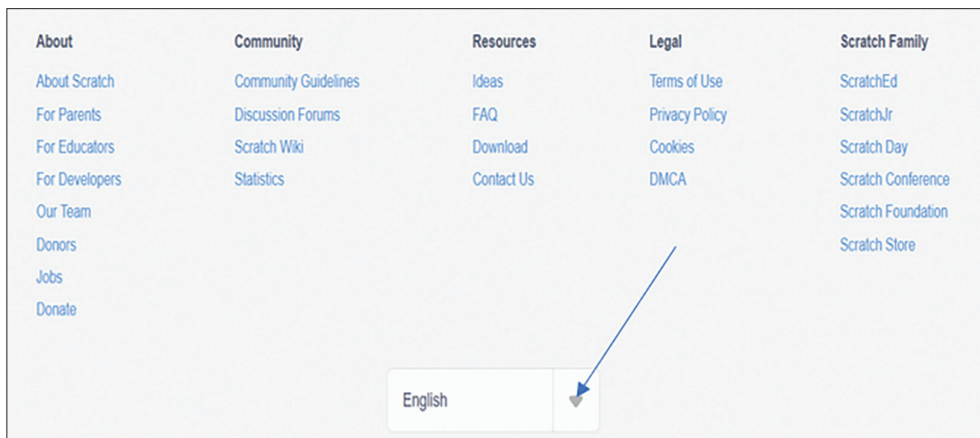 About
About Scratch
For Parents
For Educators
For Developers
Our Team
Donors
Jobs
Donate
Community
Community Guidelines
Discussion Forums
Scratch Wiki
Statistics
Resources
Ideas
FAQ
Download
Contact Us
Legal
Terms of Use
Privacy Policy
Cookies
DMCA
Scratch Family
ScratchEd
ScratchJr
Scratch Day
Scratch Conference
Scratch Foundation
Scratch Store
English